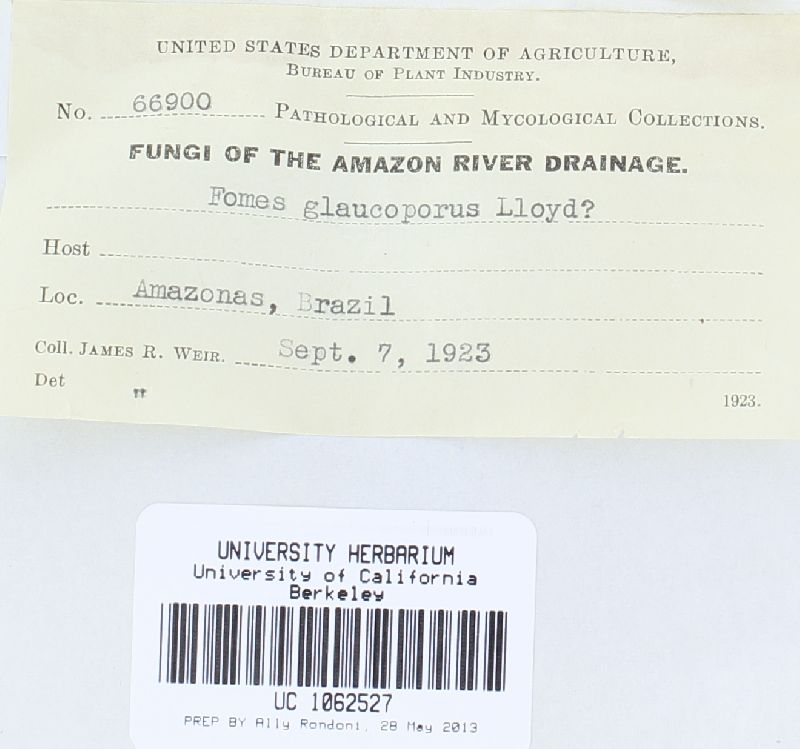 UNITED STATES DEPARTMENT OF AGRICULTURE,
BUREAU OF PLANT INDUSTRY.
No. 66900 PATHOLOGICAL AND MYCOLOGICAL COLLECTIONS.
FUNGI OF THE AMAZON RIVER DRAINAGE.
Fomes glaucoporus Lloyd?
Host
Loc. Amazonas, Brazil
Coll. JAMES R. WEIR. Sept. 7, 1923
Det " 1923.
UNIVERSITY HERBARIUM
University of California
Berkeley
UC 1062527
PREP BY Ally Rondoni, 28 May 2013